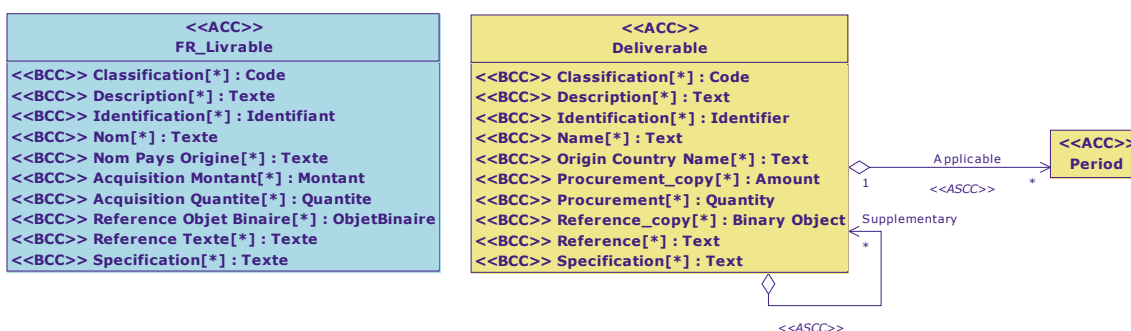 <<ACC>>
FR_Livrable
<<BCC>> Classification[*] : Code
<<BCC>> Description[*] : Texte
<<BCC>> Identification[*] : Identifiant
<<BCC>> Nom[*] : Texte
<<BCC>> Nom Pays Origine[*] : Texte
<<BCC>> Acquisition Montant[*] : Montant
<<BCC>> Acquisition Quantite[*] : Quantite
<<BCC>> Reference Objet Binaire[*] : ObjetBinaire
<<BCC>> Reference Texte[*] : Texte
<<BCC>> Specification[*] : Texte
<<ACC>>
Deliverable
<<BCC>> Classification[*] : Code
<<BCC>> Description[*] : Text
<<BCC>> Identification[*] : Identifier
<<BCC>> Name[*] : Text
<<BCC>> Origin Country Name[*] : Text
<<BCC>> Procurement_copy[*] : Amount
<<BCC>> Procurement[*] : Quantity
<<BCC>> Reference_copy[*] : Binary Object
<<BCC>> Reference[*] : Text
<<BCC>> Specification[*] : Text
Applicable
1
<<ASCC>>
*
<<ACC>>
Period
Supplementary
*
<<ASCC>>